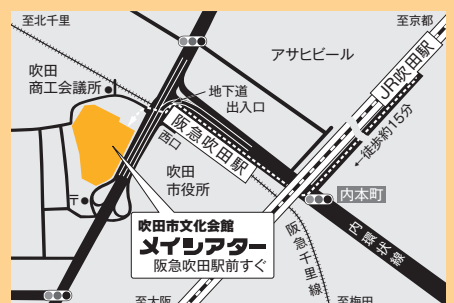 至北千里
至京都
アサヒビール
吹田
商工会議所
地下道
出入口
JR吹田駅
阪急吹田駅
西口
←徒歩約15分
吹田
市役所
〒
内本町
吹田市文化会館
メイシアター
阪急吹田駅前すぐ
阪急千里線
内環状線
至大阪
至梅田